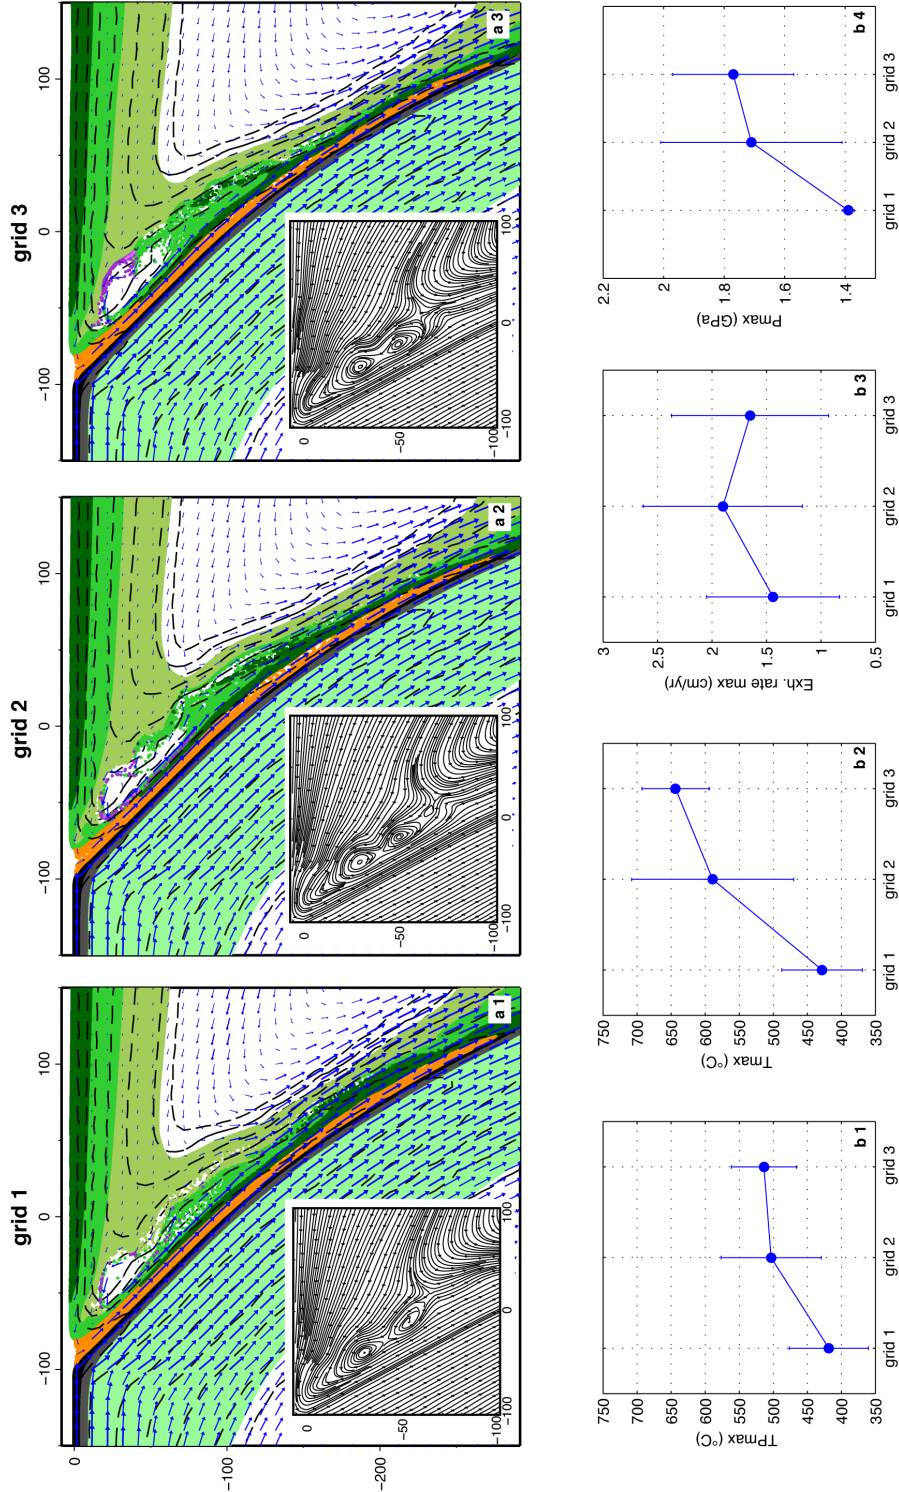 grid 1
grid 2
grid 3
−100
0
100
−100
0
100
−100
0
100
0
−100
−200
a 1
0
−50
−100
−100
0
100
a 2
0
−50
−100
−100
0
100
a 3
0
−50
−100
−100
0
100
750
700
650
600
550
500
450
400
350
TPmax (°C)
grid 1
grid 2
grid 3
b 1
750
700
650
600
550
500
450
400
350
Tmax (°C)
grid 1
grid 2
grid 3
b 2
3
2.5
2
1.5
1
0.5
Exh. rate max (cm/yr)
grid 1
grid 2
grid 3
b 3
2.2
2
1.8
1.6
1.4
Pmax (GPa)
grid 1
grid 2
grid 3
b 4